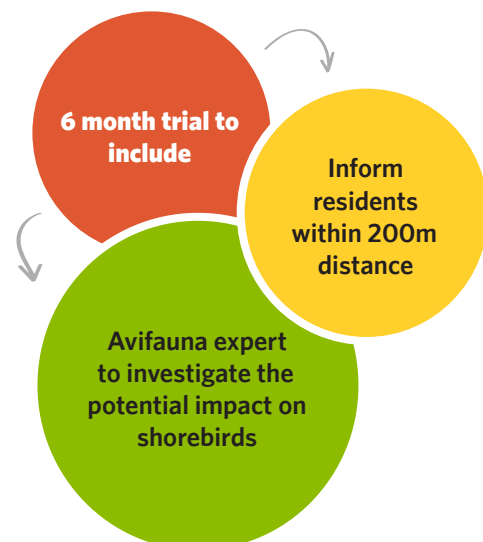 6 month trial to
include
Inform
residents
within 200m
distance
Avifauna expert
to investigate the
potential impact on
shorebirds